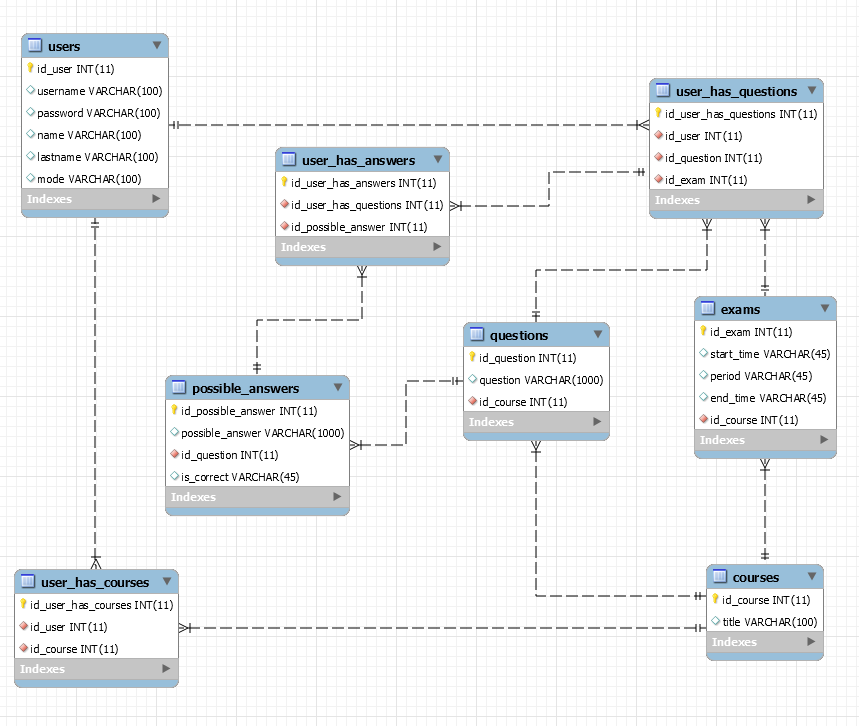 users
id_user INT(11)
username VARCHAR(100)
password VARCHAR(100)
name VARCHAR(100)
lastname VARCHAR(100)
mode VARCHAR(100)
Indexes
user_has_questions
id_user_has_questions INT(11)
id_user INT(11)
id_question INT(11)
id_exam INT(11)
Indexes
user_has_answers
id_user_has_answers INT(11)
id_user_has_questions INT(11)
id_possible_answer INT(11)
Indexes
exams
id_exam INT(11)
start_time VARCHAR(45)
period VARCHAR(45)
end_time VARCHAR(45)
id_course INT(11)
Indexes
questions
id_question INT(11)
question VARCHAR(1000)
id_course INT(11)
Indexes
possible_answers
id_possible_answer INT(11)
possible_answer VARCHAR(1000)
id_question INT(11)
is_correct VARCHAR(45)
Indexes
user_has_courses
id_user_has_courses INT(11)
id_user INT(11)
id_course INT(11)
Indexes
courses
id_course INT(11)
title VARCHAR(100)
Indexes